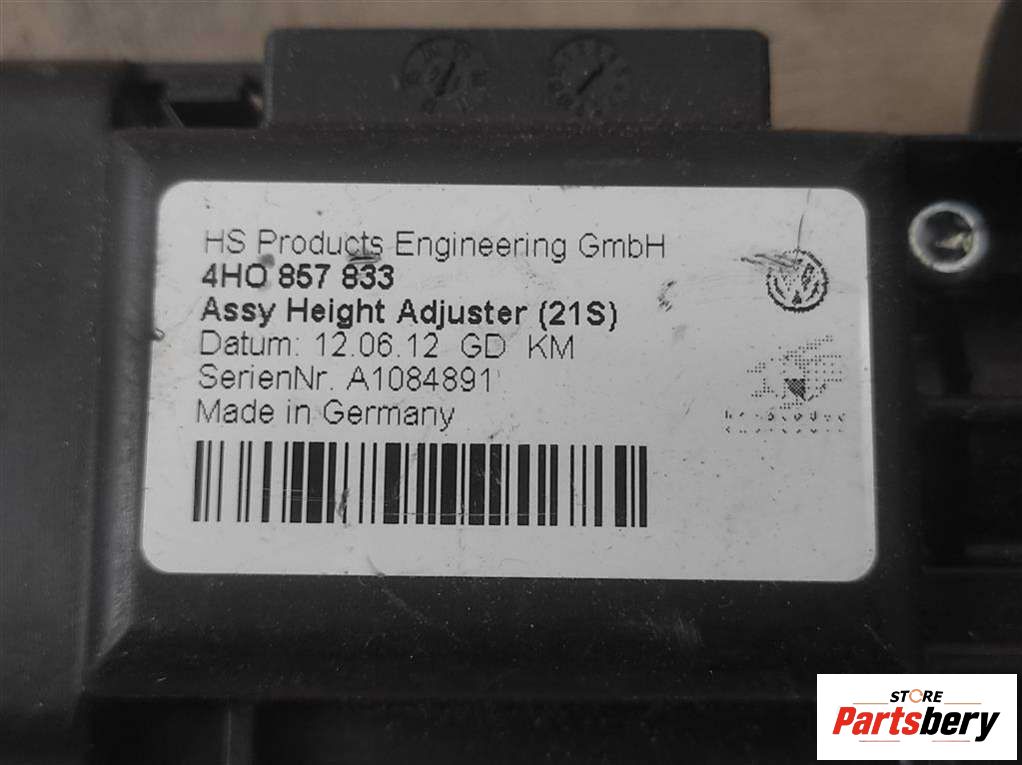 HS Products Engineering GmbH
4H0 857 833
Assy Height Adjuster (21S)
Datum: 12.06.12 GD KM
SerienNr. A1084891
Made in Germany
STORE
Partsbery